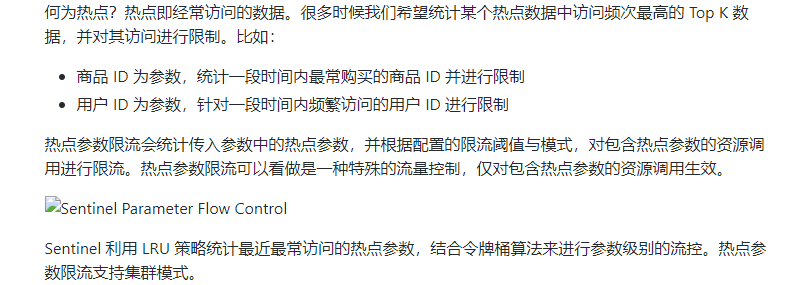 何为热点？热点即经常访问的数据。很多时候我们希望统计某个热点数据中访问频次最高的 Top K 数
据，并对其访问进行限制。比如：
商品 ID 为参数，统计一段时间内最常购买的商品 ID 并进行限制
用户 ID 为参数，针对一段时间内频繁访问的用户 ID 进行限制
热点参数限流会统计传入参数中的热点参数，并根据配置的限流阈值与模式，对包含热点参数的资源调
用进行限流。热点参数限流可以看做是一种特殊的流量控制，仅对包含热点参数的资源调用生效。
Sentinel Parameter Flow Control
Sentinel 利用 LRU 策略统计最近最常访问的热点参数，结合令牌桶算法来进行参数级别的流控。热点参
数限流支持集群模式。